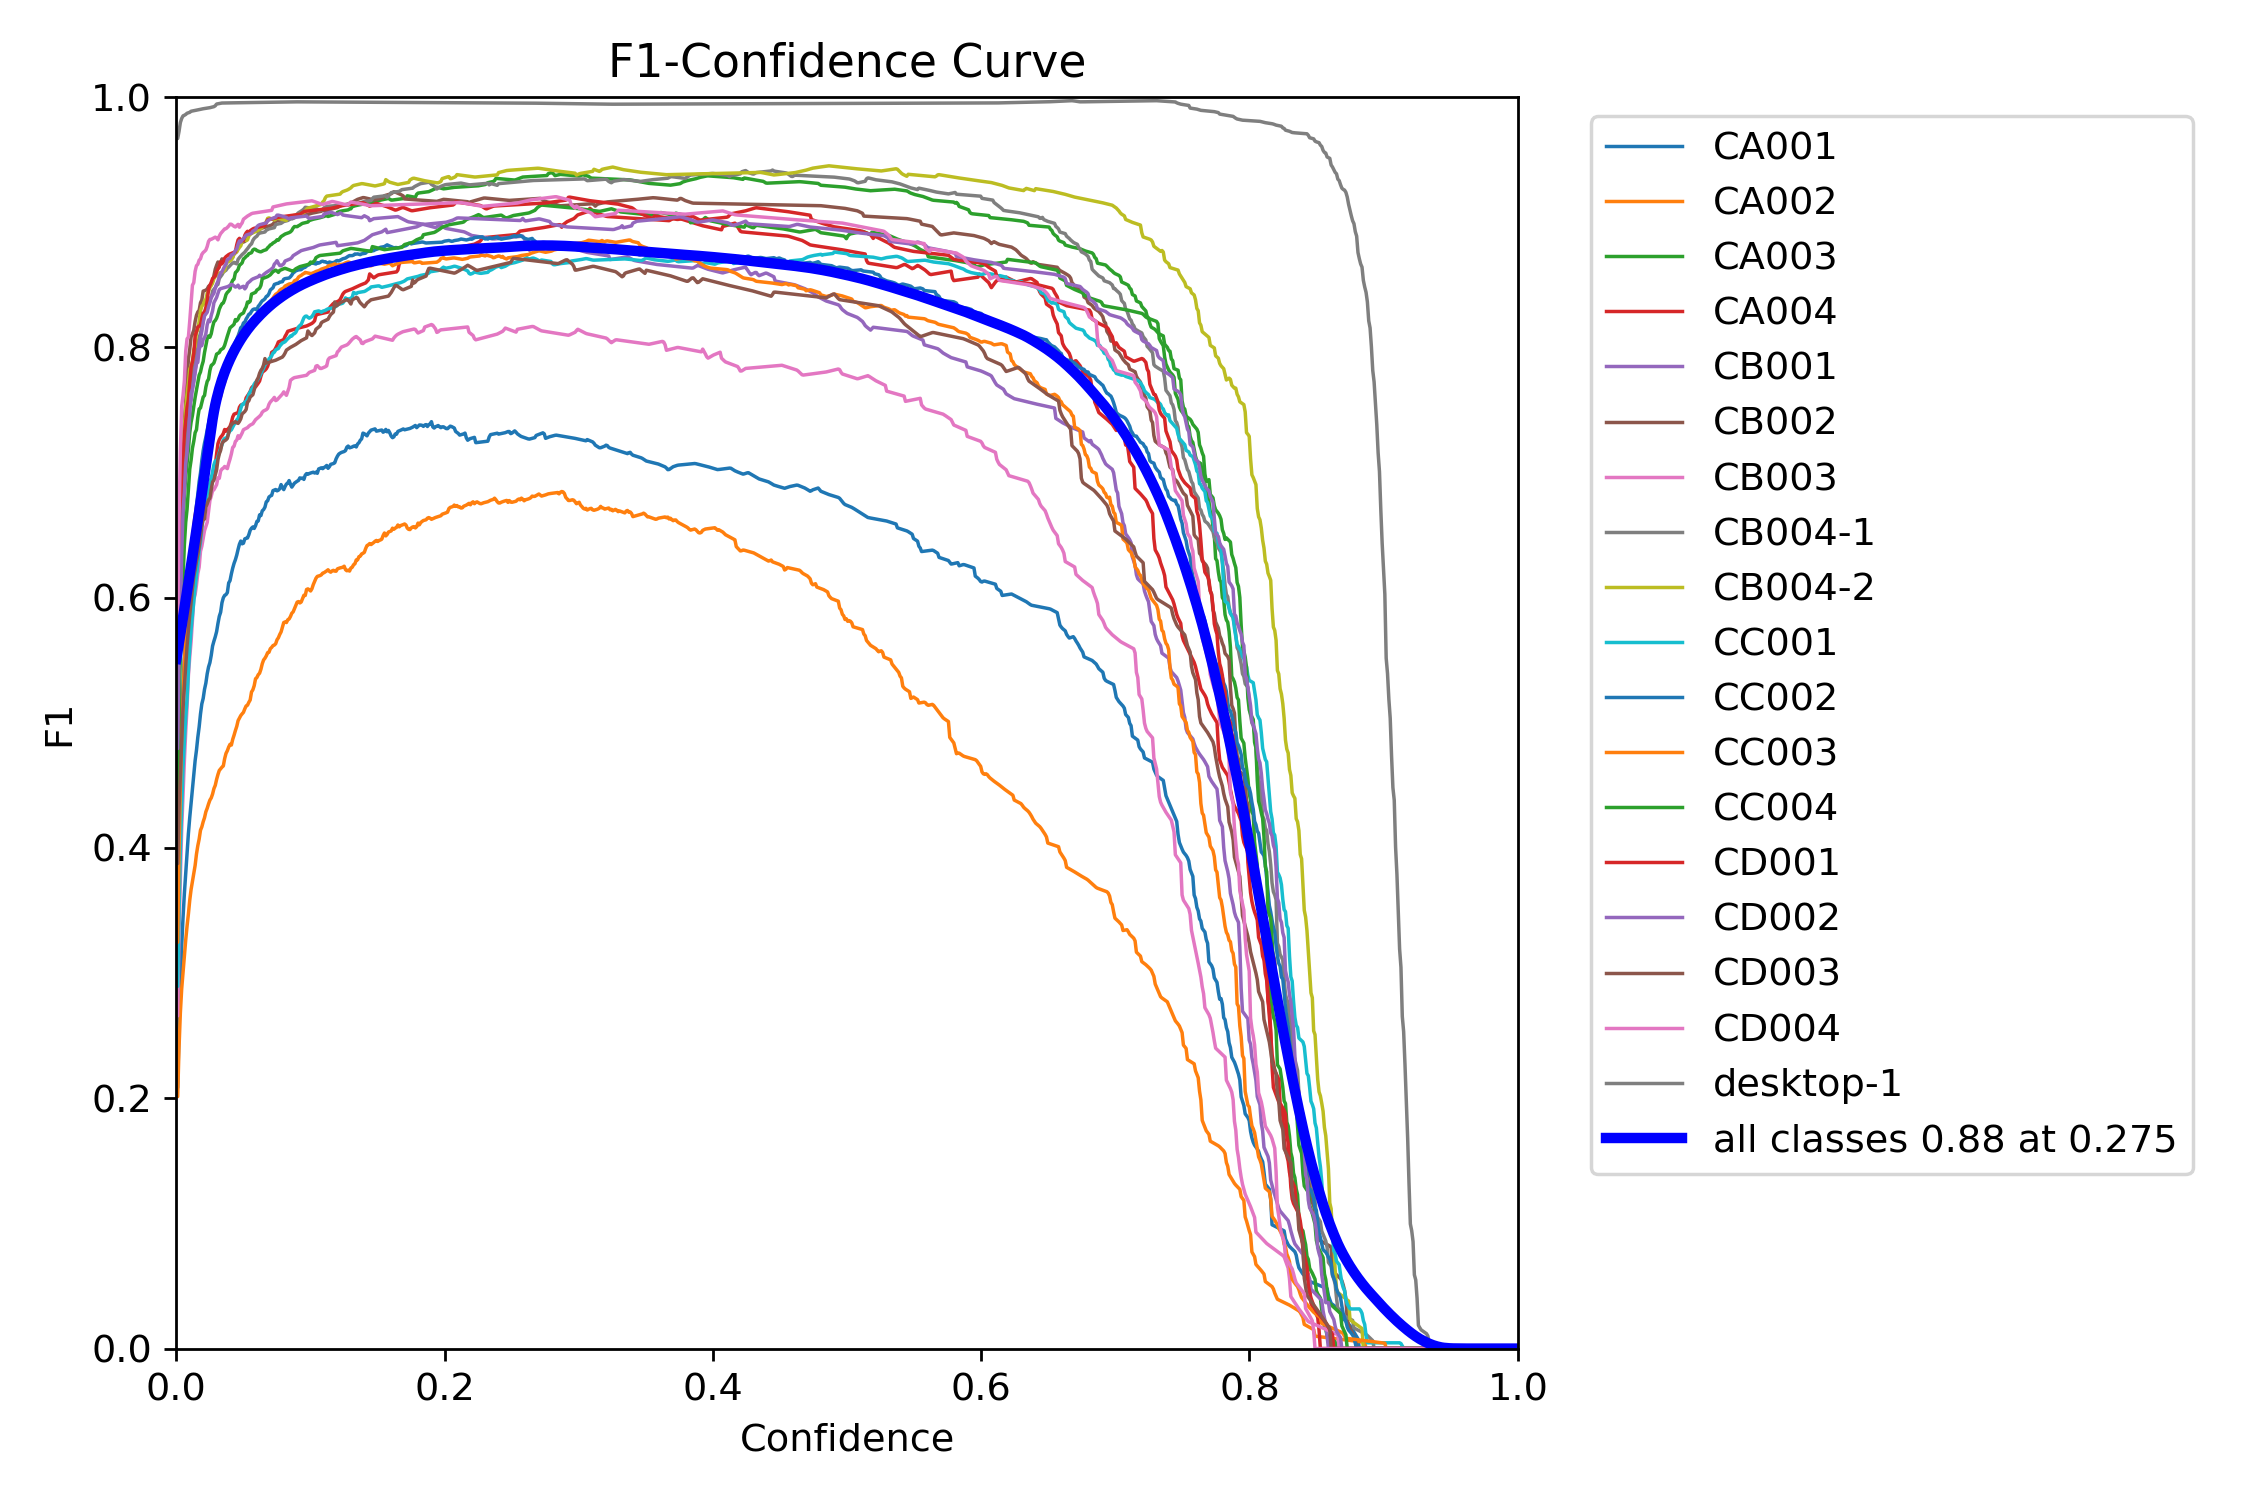 F1-Confidence Curve
1.0
0.8
0.6
0.4
0.2
0.0
F1
0.0 0.2 0.4 0.6 0.8 1.0
Confidence
CA001
CA002
CA003
CA004
CB001
CB002
CB003
CB004-1
CB004-2
CC001
CC002
CC003
CC004
CD001
CD002
CD003
CD004
desktop-1
all classes 0.88 at 0.275